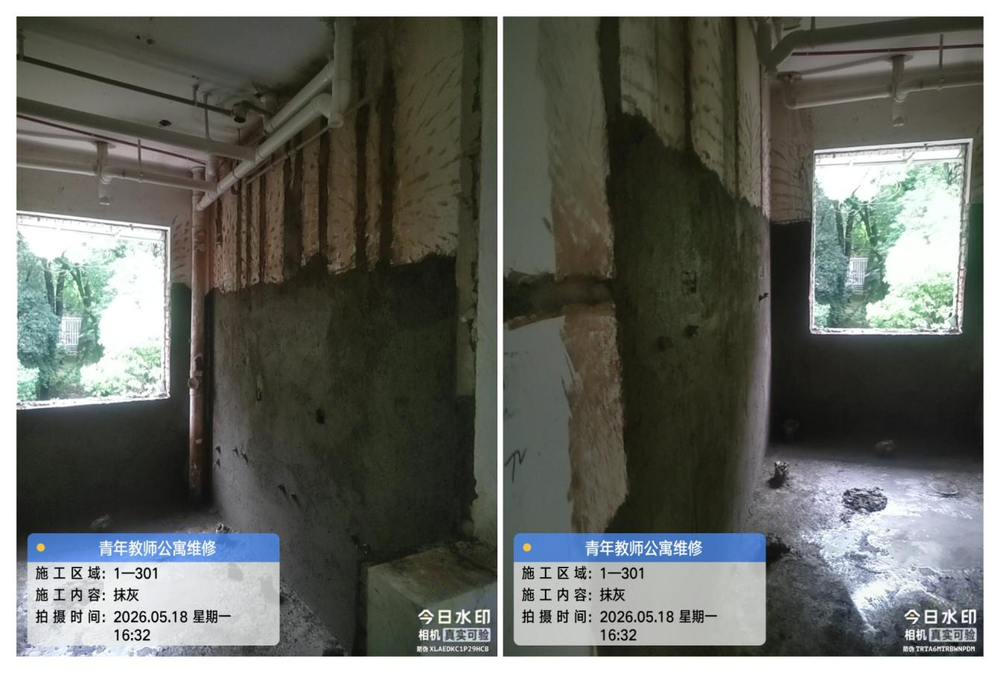 青年教师公寓维修
施工区域：1—301
施工内容：抹灰
拍摄时间：2026.05.18 星期一
16:32
今日水印
相机 真实可验
防伪 XLAEDKC1P29HCB
青年教师公寓维修
施工区域：1—301
施工内容：抹灰
拍摄时间：2026.05.18 星期一
16:32
今日水印
相机 真实可验
防伪 TRTA6MTRBWNPDM